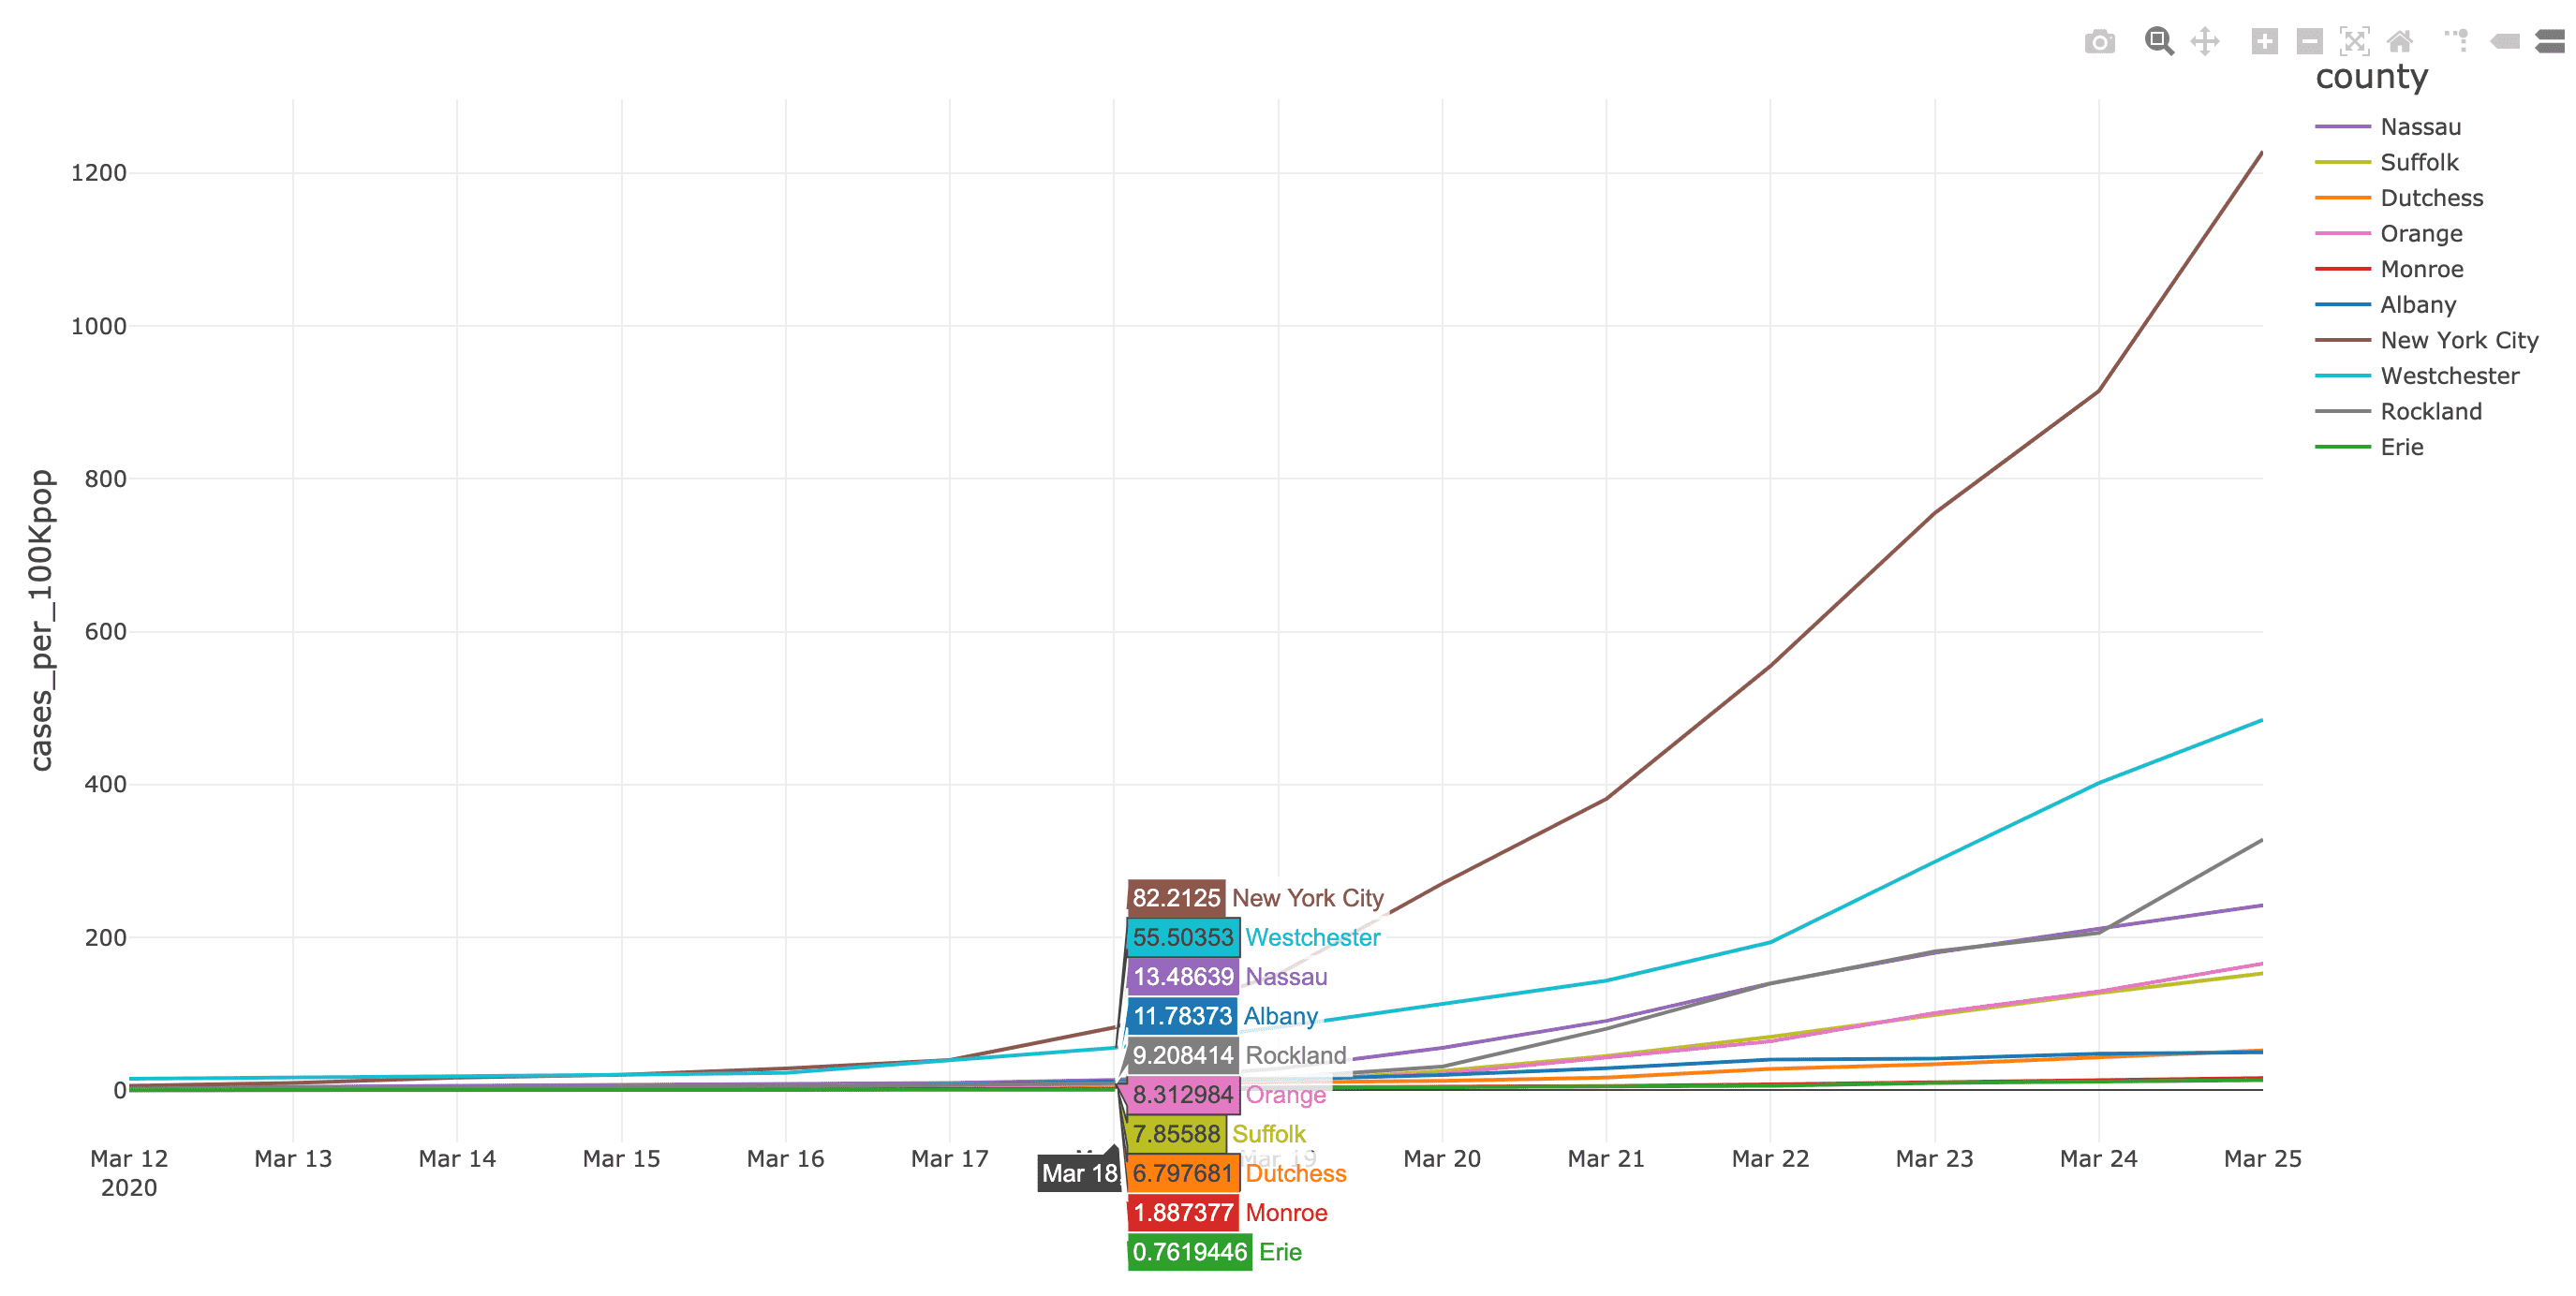 county
Nassau
Suffolk
Dutchess
Orange
Monroe
Albany
New York City
Westchester
Rockland
Erie
cases_per_100Kpop
1200
1000
800
600
400
200
0
82.2125 New York City
55.50353 Westchester
13.48639 Nassau
11.78373 Albany
9.208414 Rockland
8.312984 Orange
7.85588 Suffolk
6.797681 Dutchess
1.887377 Monroe
0.7619446 Erie
Mar 18
Mar 12 Mar 13 Mar 14 Mar 15 Mar 16 Mar 17 Mar 19 Mar 20 Mar 21 Mar 22 Mar 23 Mar 24 Mar 25
2020